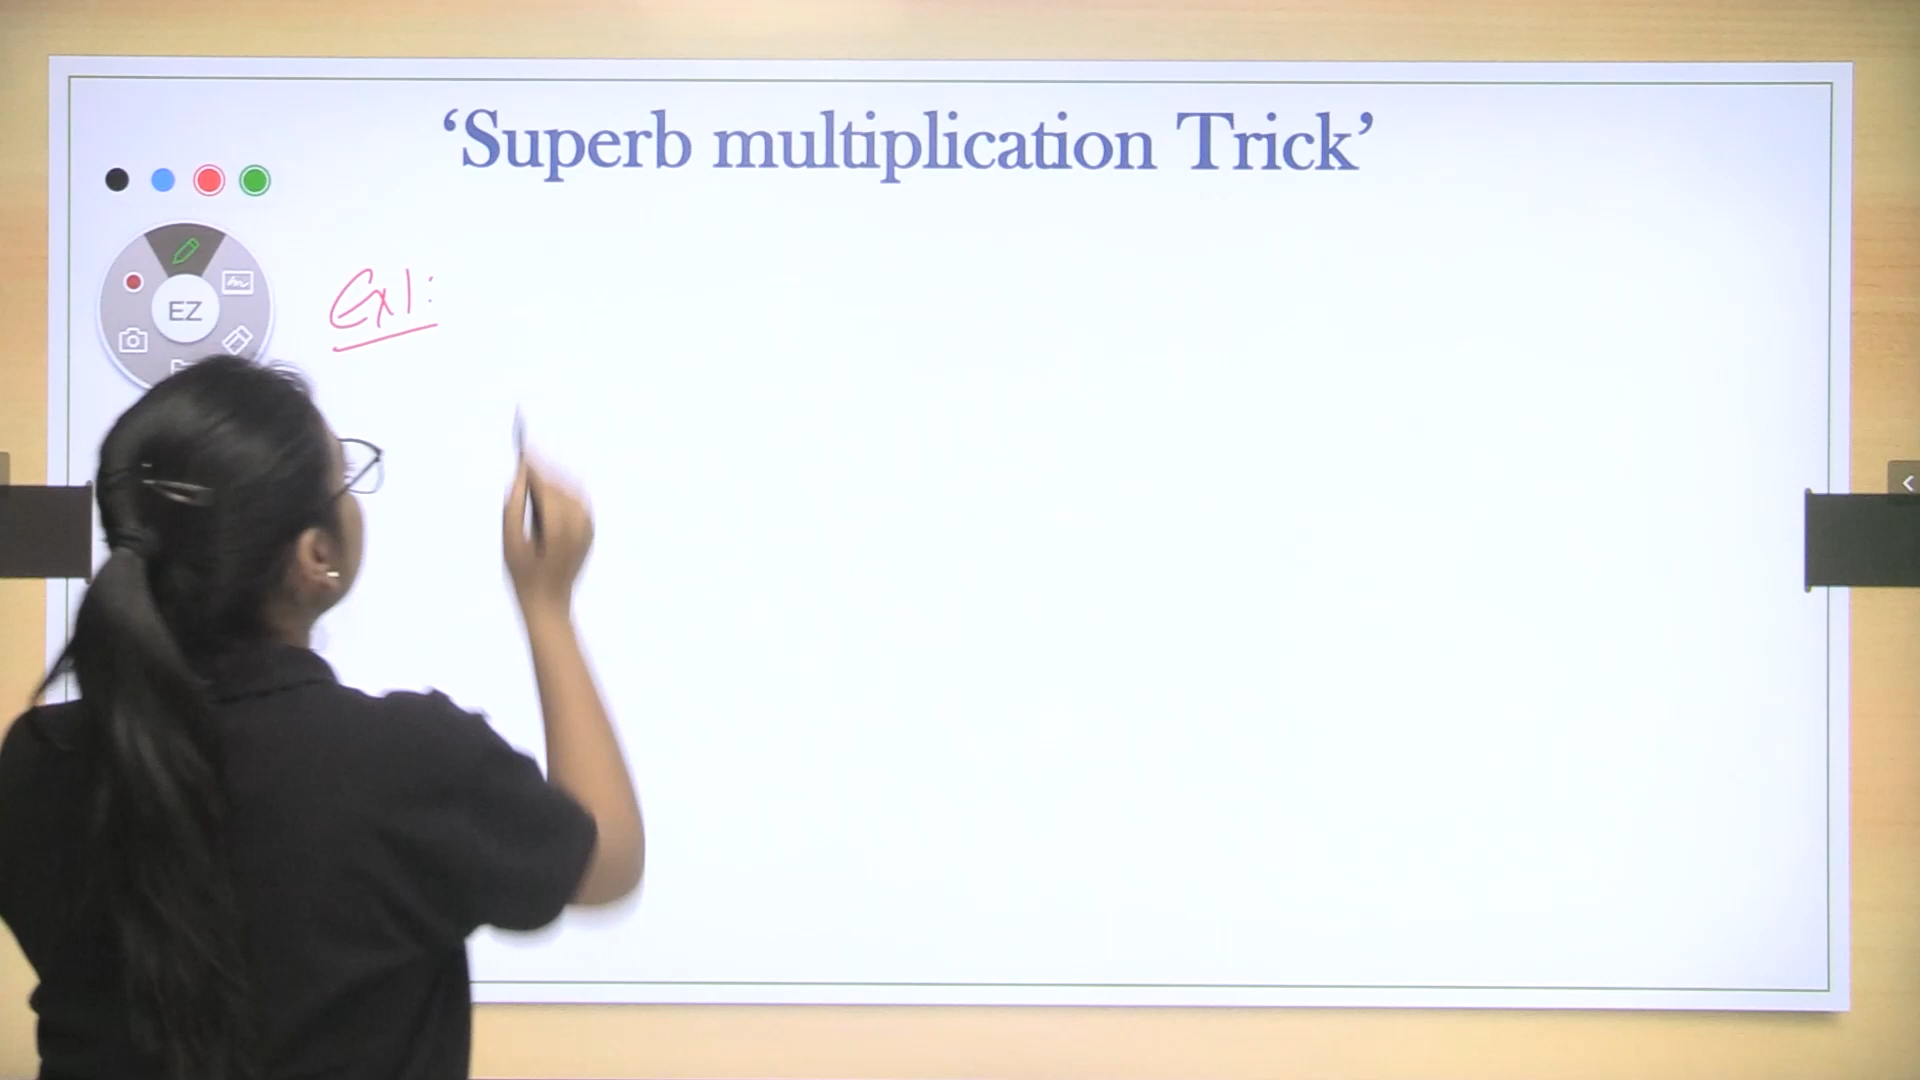 ‘Superb multiplication Trick’
EZ
Ex1: